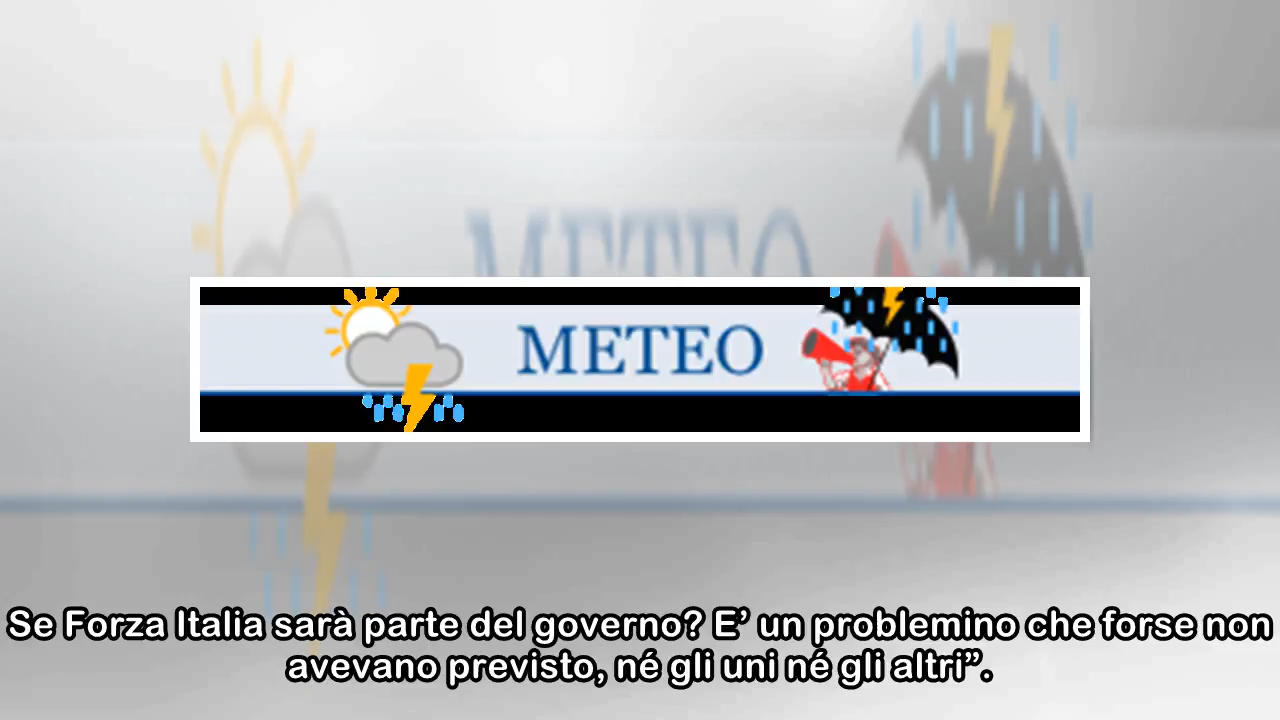 METEO
METEO
Se Forza Italia sarà parte del governo? E’ un problemino che forse non
avevano previsto, né gli uni né gli altri”.